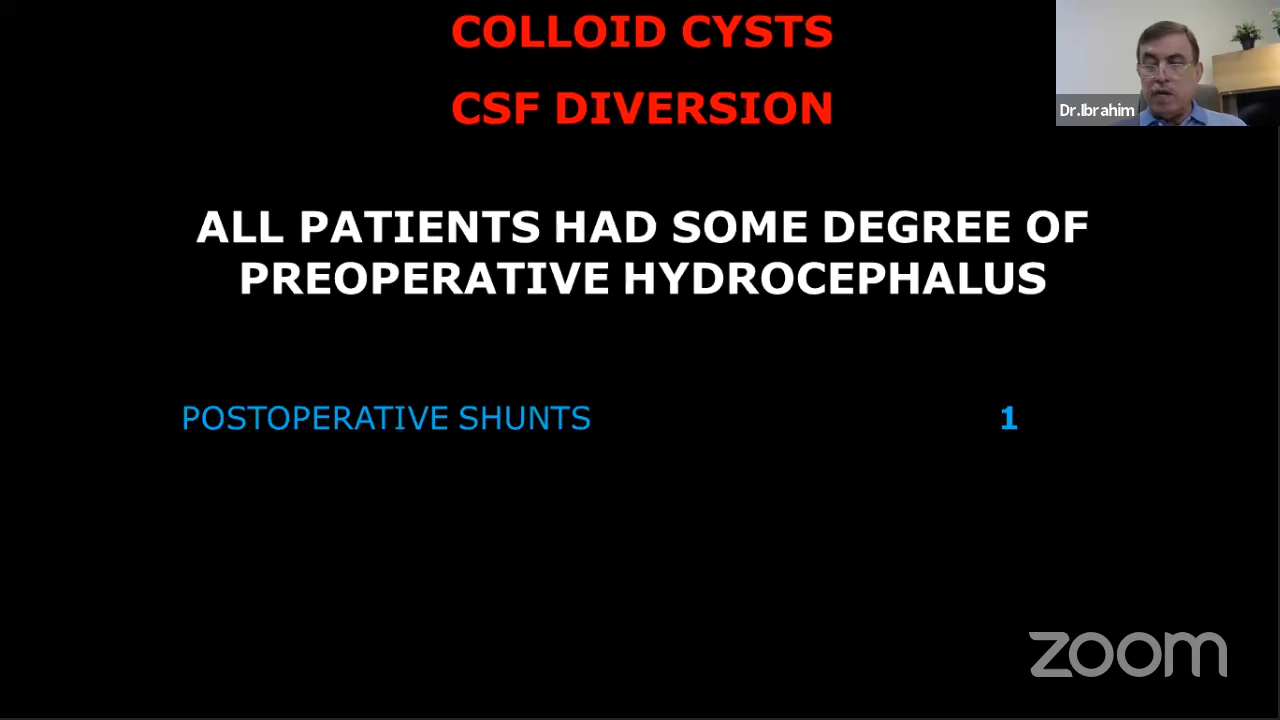 COLLOID CYSTS
CSF DIVERSION
Dr.Ibrahim
ALL PATIENTS HAD SOME DEGREE OF
PREOPERATIVE HYDROCEPHALUS
POSTOPERATIVE SHUNTS 1
zoom